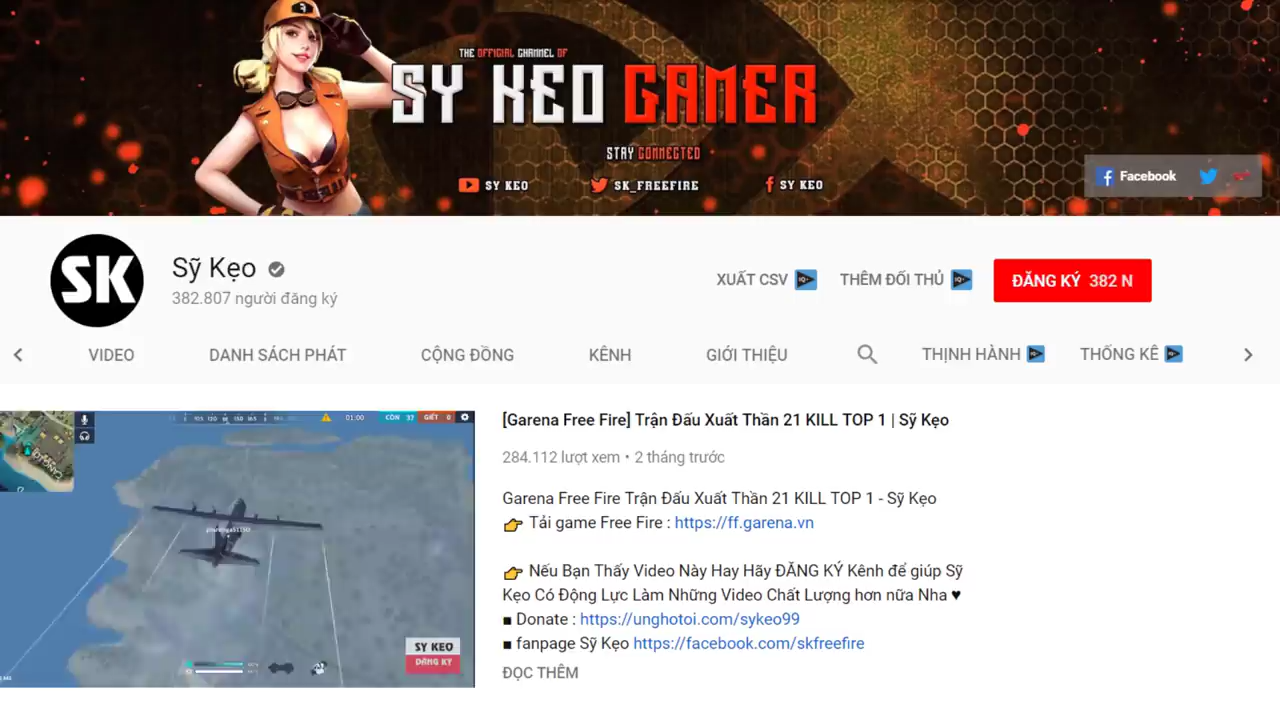 THE OFFICIAL CHANNEL OF
SY KEO GAMER
STAY CONNECTED
SY KEO
SK_FREEFIRE
SY KEO
Facebook
SK
Sỹ Kẹo
382.807 người đăng ký
XUẤT CSV
THÊM ĐỐI THỦ
ĐĂNG KÝ 382 N
VIDEO
DANH SÁCH PHÁT
CỘNG ĐỒNG
KÊNH
GIỚI THIỆU
THỊNH HÀNH
THỐNG KÊ
01:00
CÒN 37
GIẾT 0
SY KEO
ĐĂNG KÝ
[Garena Free Fire] Trận Đấu Xuất Thần 21 KILL TOP 1 | Sỹ Kẹo
284.112 lượt xem • 2 tháng trước
Garena Free Fire Trận Đấu Xuất Thần 21 KILL TOP 1 - Sỹ Kẹo
👉 Tải game Free Fire : https://ff.garena.vn
👉 Nếu Bạn Thấy Video Này Hay Hãy ĐĂNG KÝ Kênh để giúp Sỹ
Kẹo Có Động Lực Làm Những Video Chất Lượng hơn nữa Nha ♥
■ Donate : https://unghotoi.com/sykeo99
■ fanpage Sỹ Kẹo https://facebook.com/skfreefire
ĐỌC THÊM